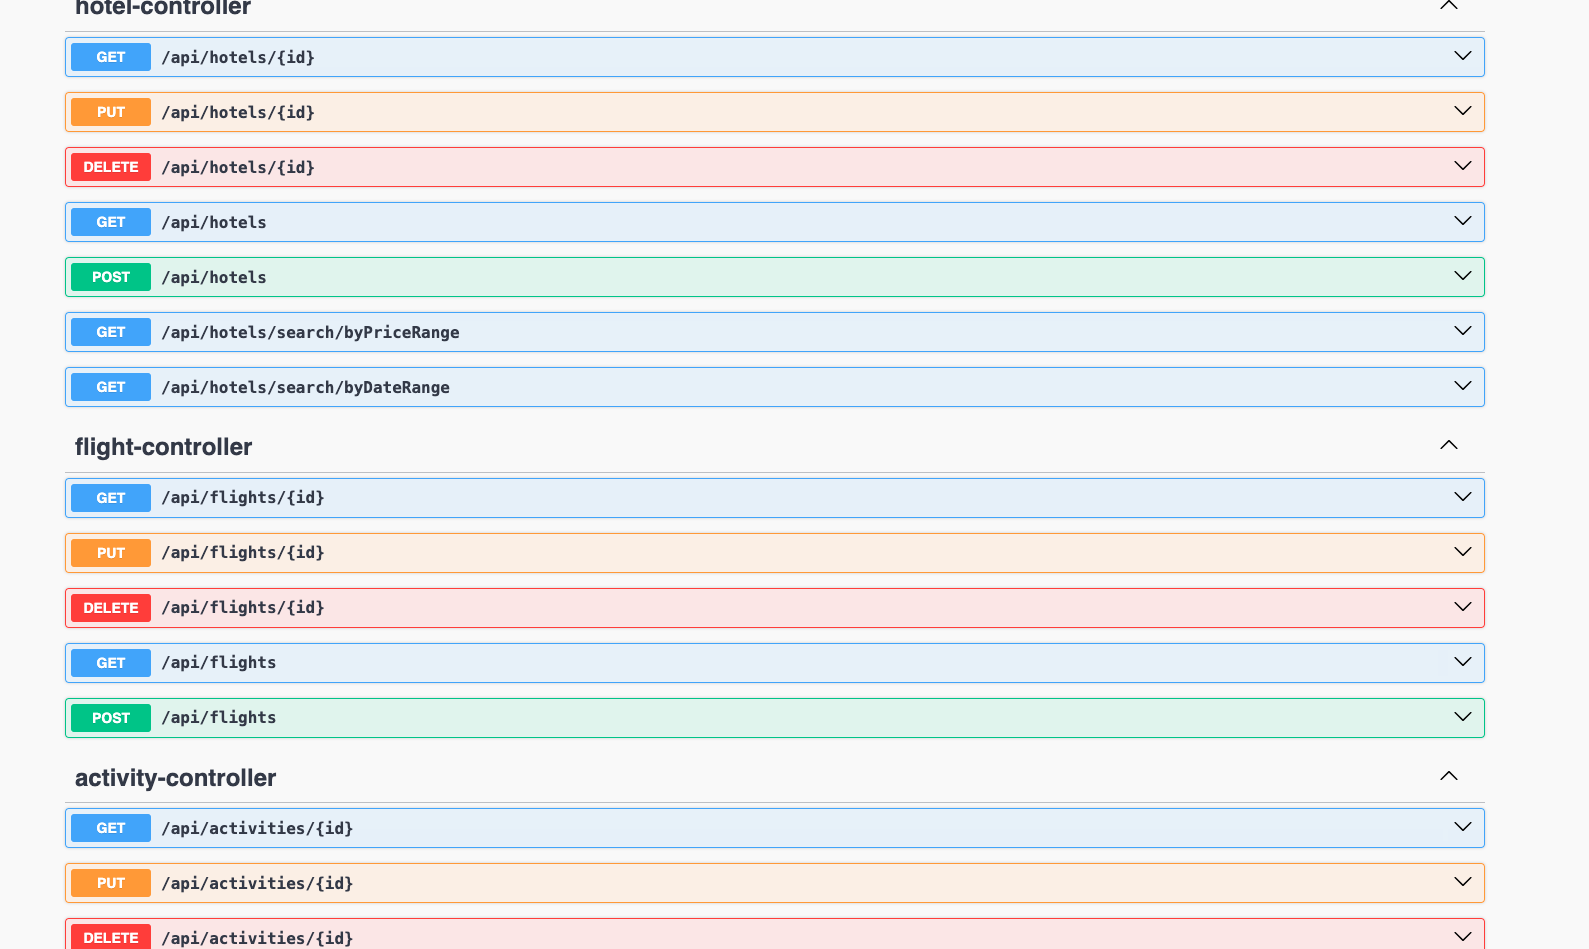 hotel-controller
GET /api/hotels/{id}
PUT /api/hotels/{id}
DELETE /api/hotels/{id}
GET /api/hotels
POST /api/hotels
GET /api/hotels/search/byPriceRange
GET /api/hotels/search/byDateRange
flight-controller
GET /api/flights/{id}
PUT /api/flights/{id}
DELETE /api/flights/{id}
GET /api/flights
POST /api/flights
activity-controller
GET /api/activities/{id}
PUT /api/activities/{id}
DELETE /api/activities/{id}